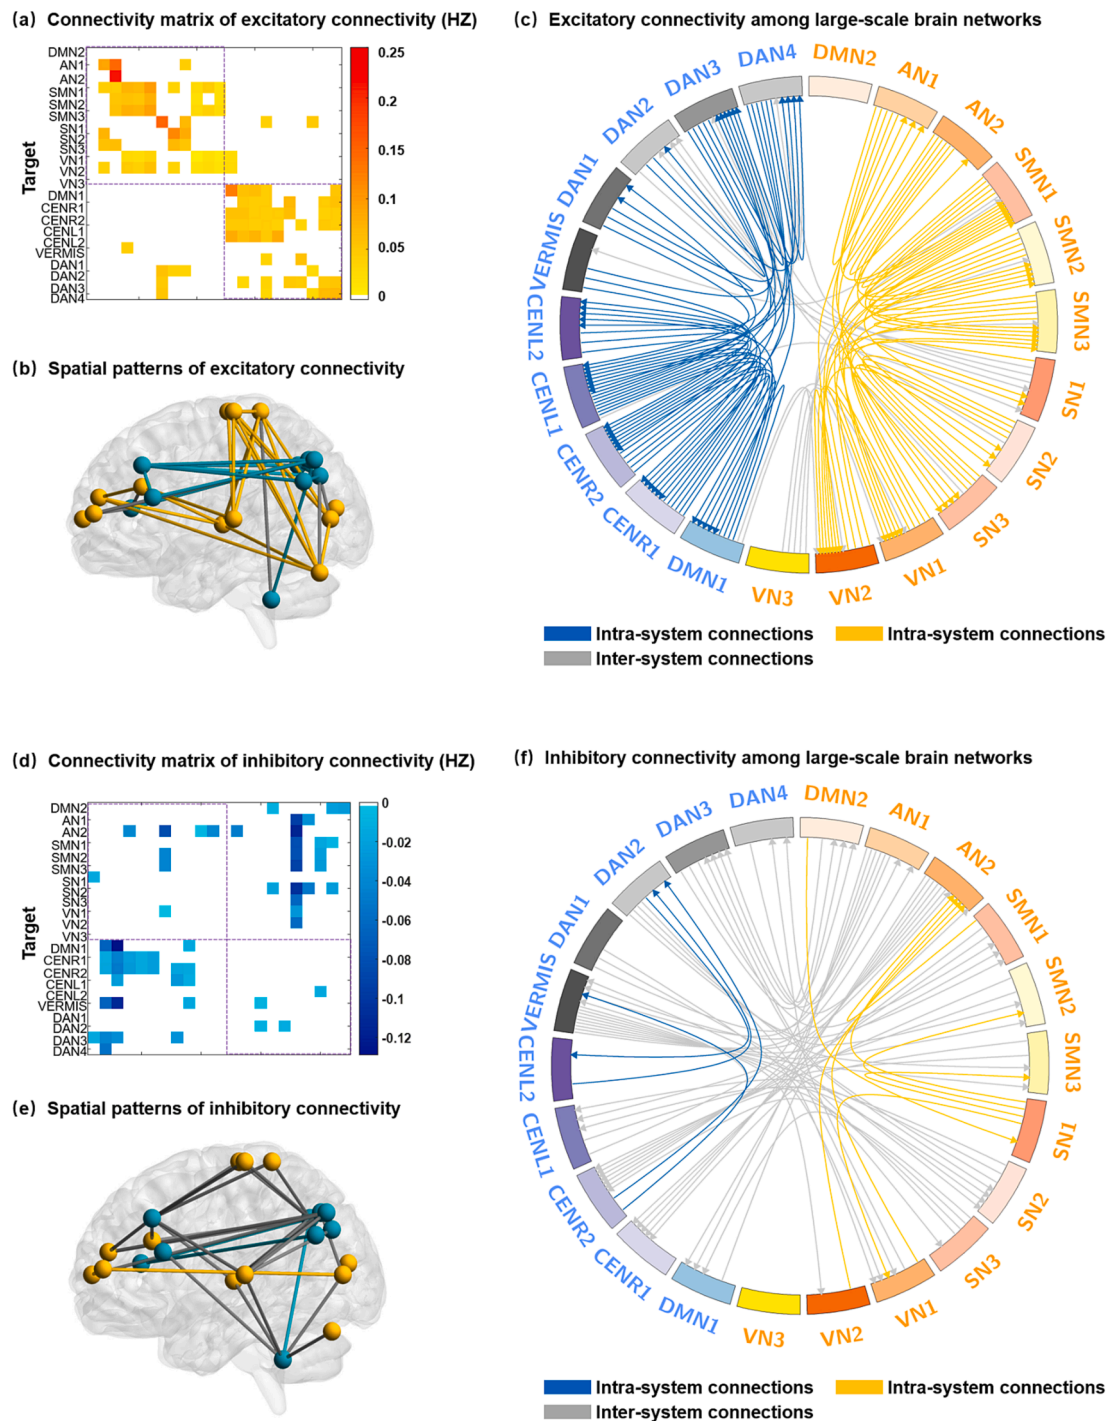 (a) Connectivity matrix of excitatory connectivity (HZ)
Target
DMN2
AN1
AN2
SMN1
SMN2
SMN3
SN1
SN2
SN3
VN1
VN2
VN3
DMN1
CENR1
CENR2
CENL1
CENL2
VERMIS
DAN1
DAN2
DAN3
DAN4
0.25
0.2
0.15
0.1
0.05
0
(b) Spatial patterns of excitatory connectivity
(c) Excitatory connectivity among large-scale brain networks
DMN2
AN1
AN2
SMN1
SMN2
SMN3
SN1
SN2
SN3
VN1
VN2
VN3
DMN1
CENR1
CENR2
CENL1
CENL2
VERMIS
DAN1
DAN2
DAN3
DAN4
Intra-system connections
Intra-system connections
Inter-system connections
(d) Connectivity matrix of inhibitory connectivity (HZ)
Target
DMN2
AN1
AN2
SMN1
SMN2
SMN3
SN1
SN2
SN3
VN1
VN2
VN3
DMN1
CENR1
CENR2
CENL1
CENL2
VERMIS
DAN1
DAN2
DAN3
DAN4
0
-0.02
-0.04
-0.06
-0.08
-0.1
-0.12
(e) Spatial patterns of inhibitory connectivity
(f) Inhibitory connectivity among large-scale brain networks
DMN2
AN1
AN2
SMN1
SMN2
SMN3
SN1
SN2
SN3
VN1
VN2
VN3
DMN1
CENR1
CENR2
CENL1
CENL2
VERMIS
DAN1
DAN2
DAN3
DAN4
Intra-system connections
Intra-system connections
Inter-system connections